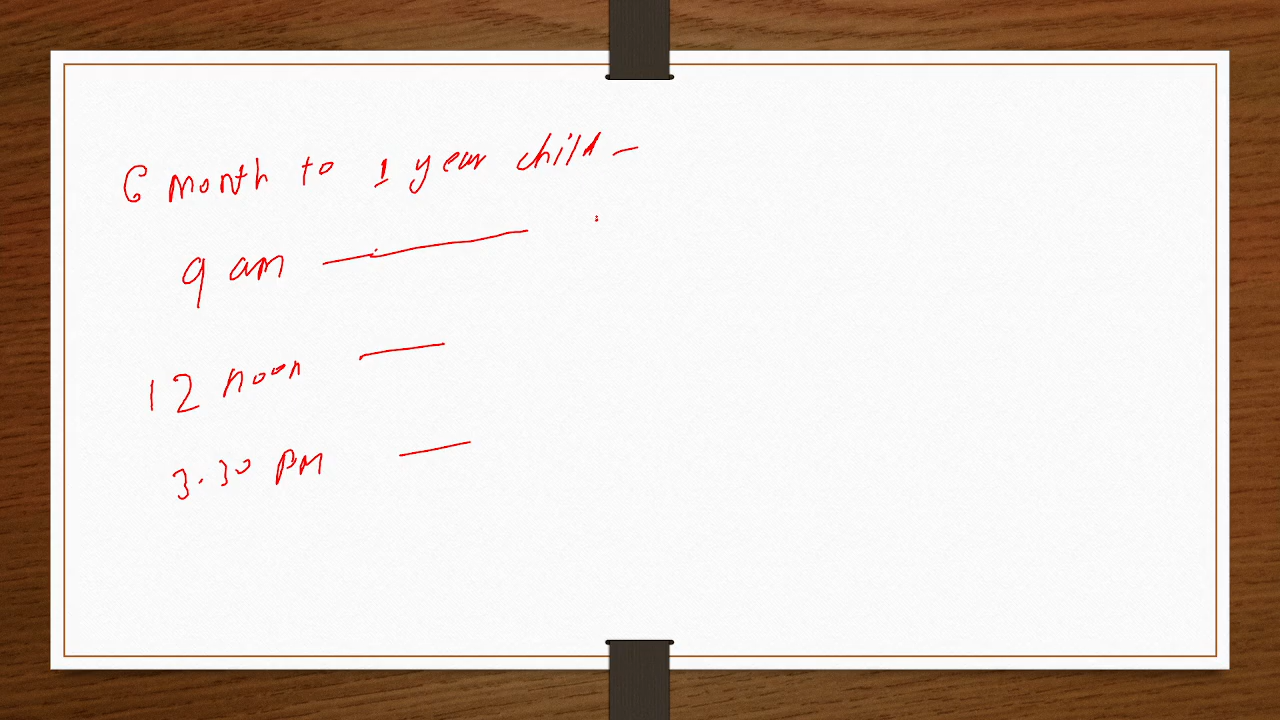 6 month to 1 year child -
9 am —
12 noon —
3.30 PM —